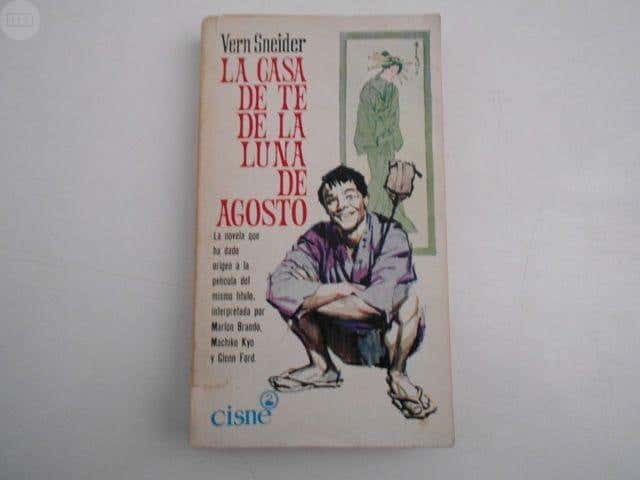 Vern Sneider
LA CASA
DE TE
DE LA
LUNA
DE
AGOSTO
La novela que
ha dado
origen a la
película del
mismo título,
interpretada por
Marlon Brando,
Machiko Kyo
y Glenn Ford.
cisne